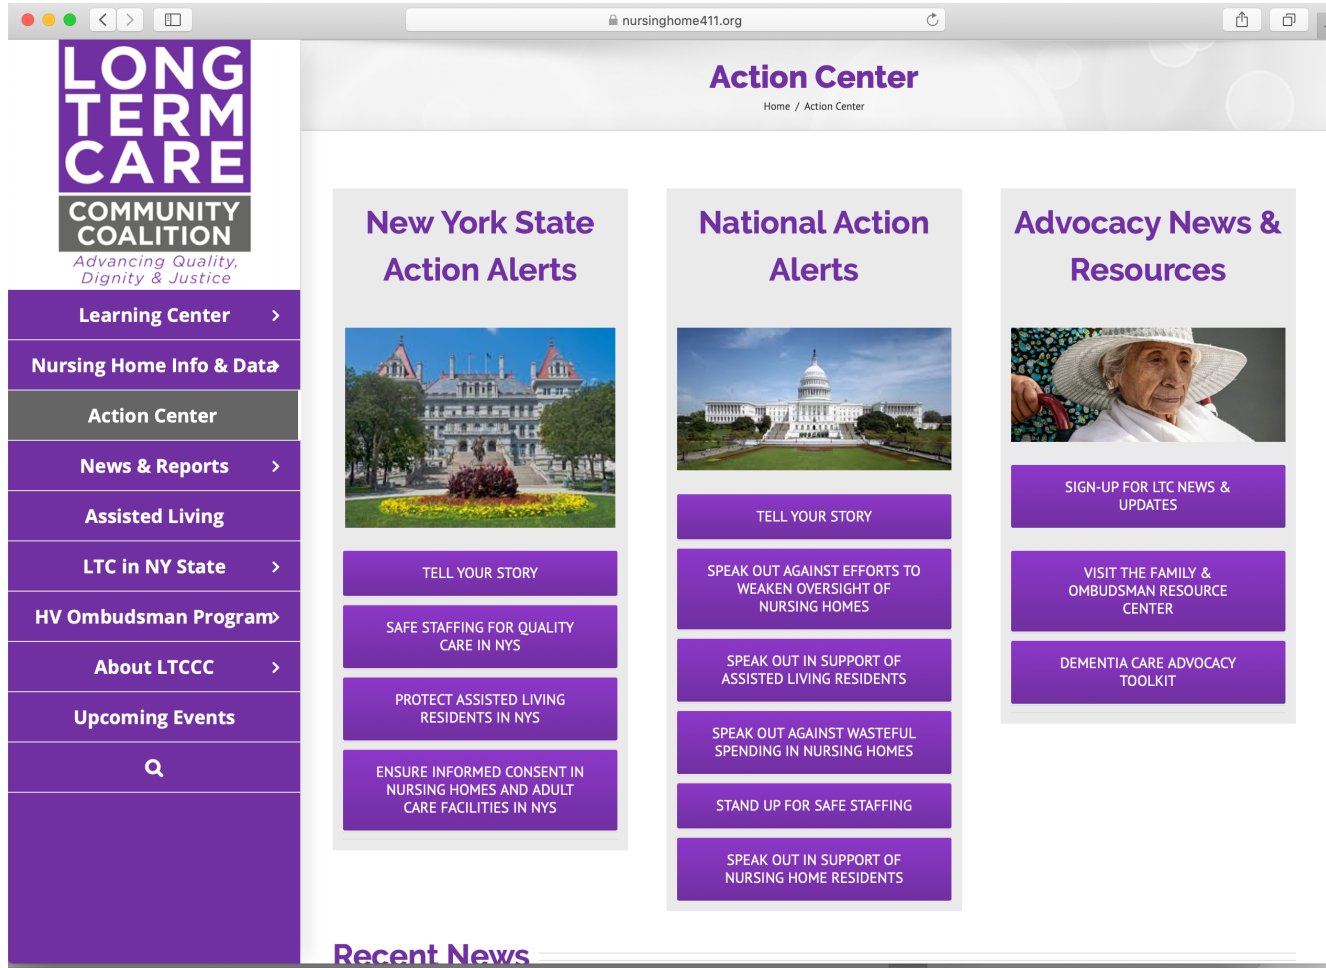 nursinghome411.org
LONG
TERM
CARE
COMMUNITY
COALITION
Advancing Quality,
Dignity & Justice
Learning Center
Nursing Home Info & Data
Action Center
News & Reports
Assisted Living
LTC in NY State
HV Ombudsman Program
About LTCCC
Upcoming Events
Action Center
Home / Action Center
New York State
Action Alerts
TELL YOUR STORY
SAFE STAFFING FOR QUALITY
CARE IN NYS
PROTECT ASSISTED LIVING
RESIDENTS IN NYS
ENSURE INFORMED CONSENT IN
NURSING HOMES AND ADULT
CARE FACILITIES IN NYS
National Action
Alerts
TELL YOUR STORY
SPEAK OUT AGAINST EFFORTS TO
WEAKEN OVERSIGHT OF
NURSING HOMES
SPEAK OUT IN SUPPORT OF
ASSISTED LIVING RESIDENTS
SPEAK OUT AGAINST WASTEFUL
SPENDING IN NURSING HOMES
STAND UP FOR SAFE STAFFING
SPEAK OUT IN SUPPORT OF
NURSING HOME RESIDENTS
Advocacy News &
Resources
SIGN-UP FOR LTC NEWS &
UPDATES
VISIT THE FAMILY &
OMBUDSMAN RESOURCE
CENTER
DEMENTIA CARE ADVOCACY
TOOLKIT
Recent News